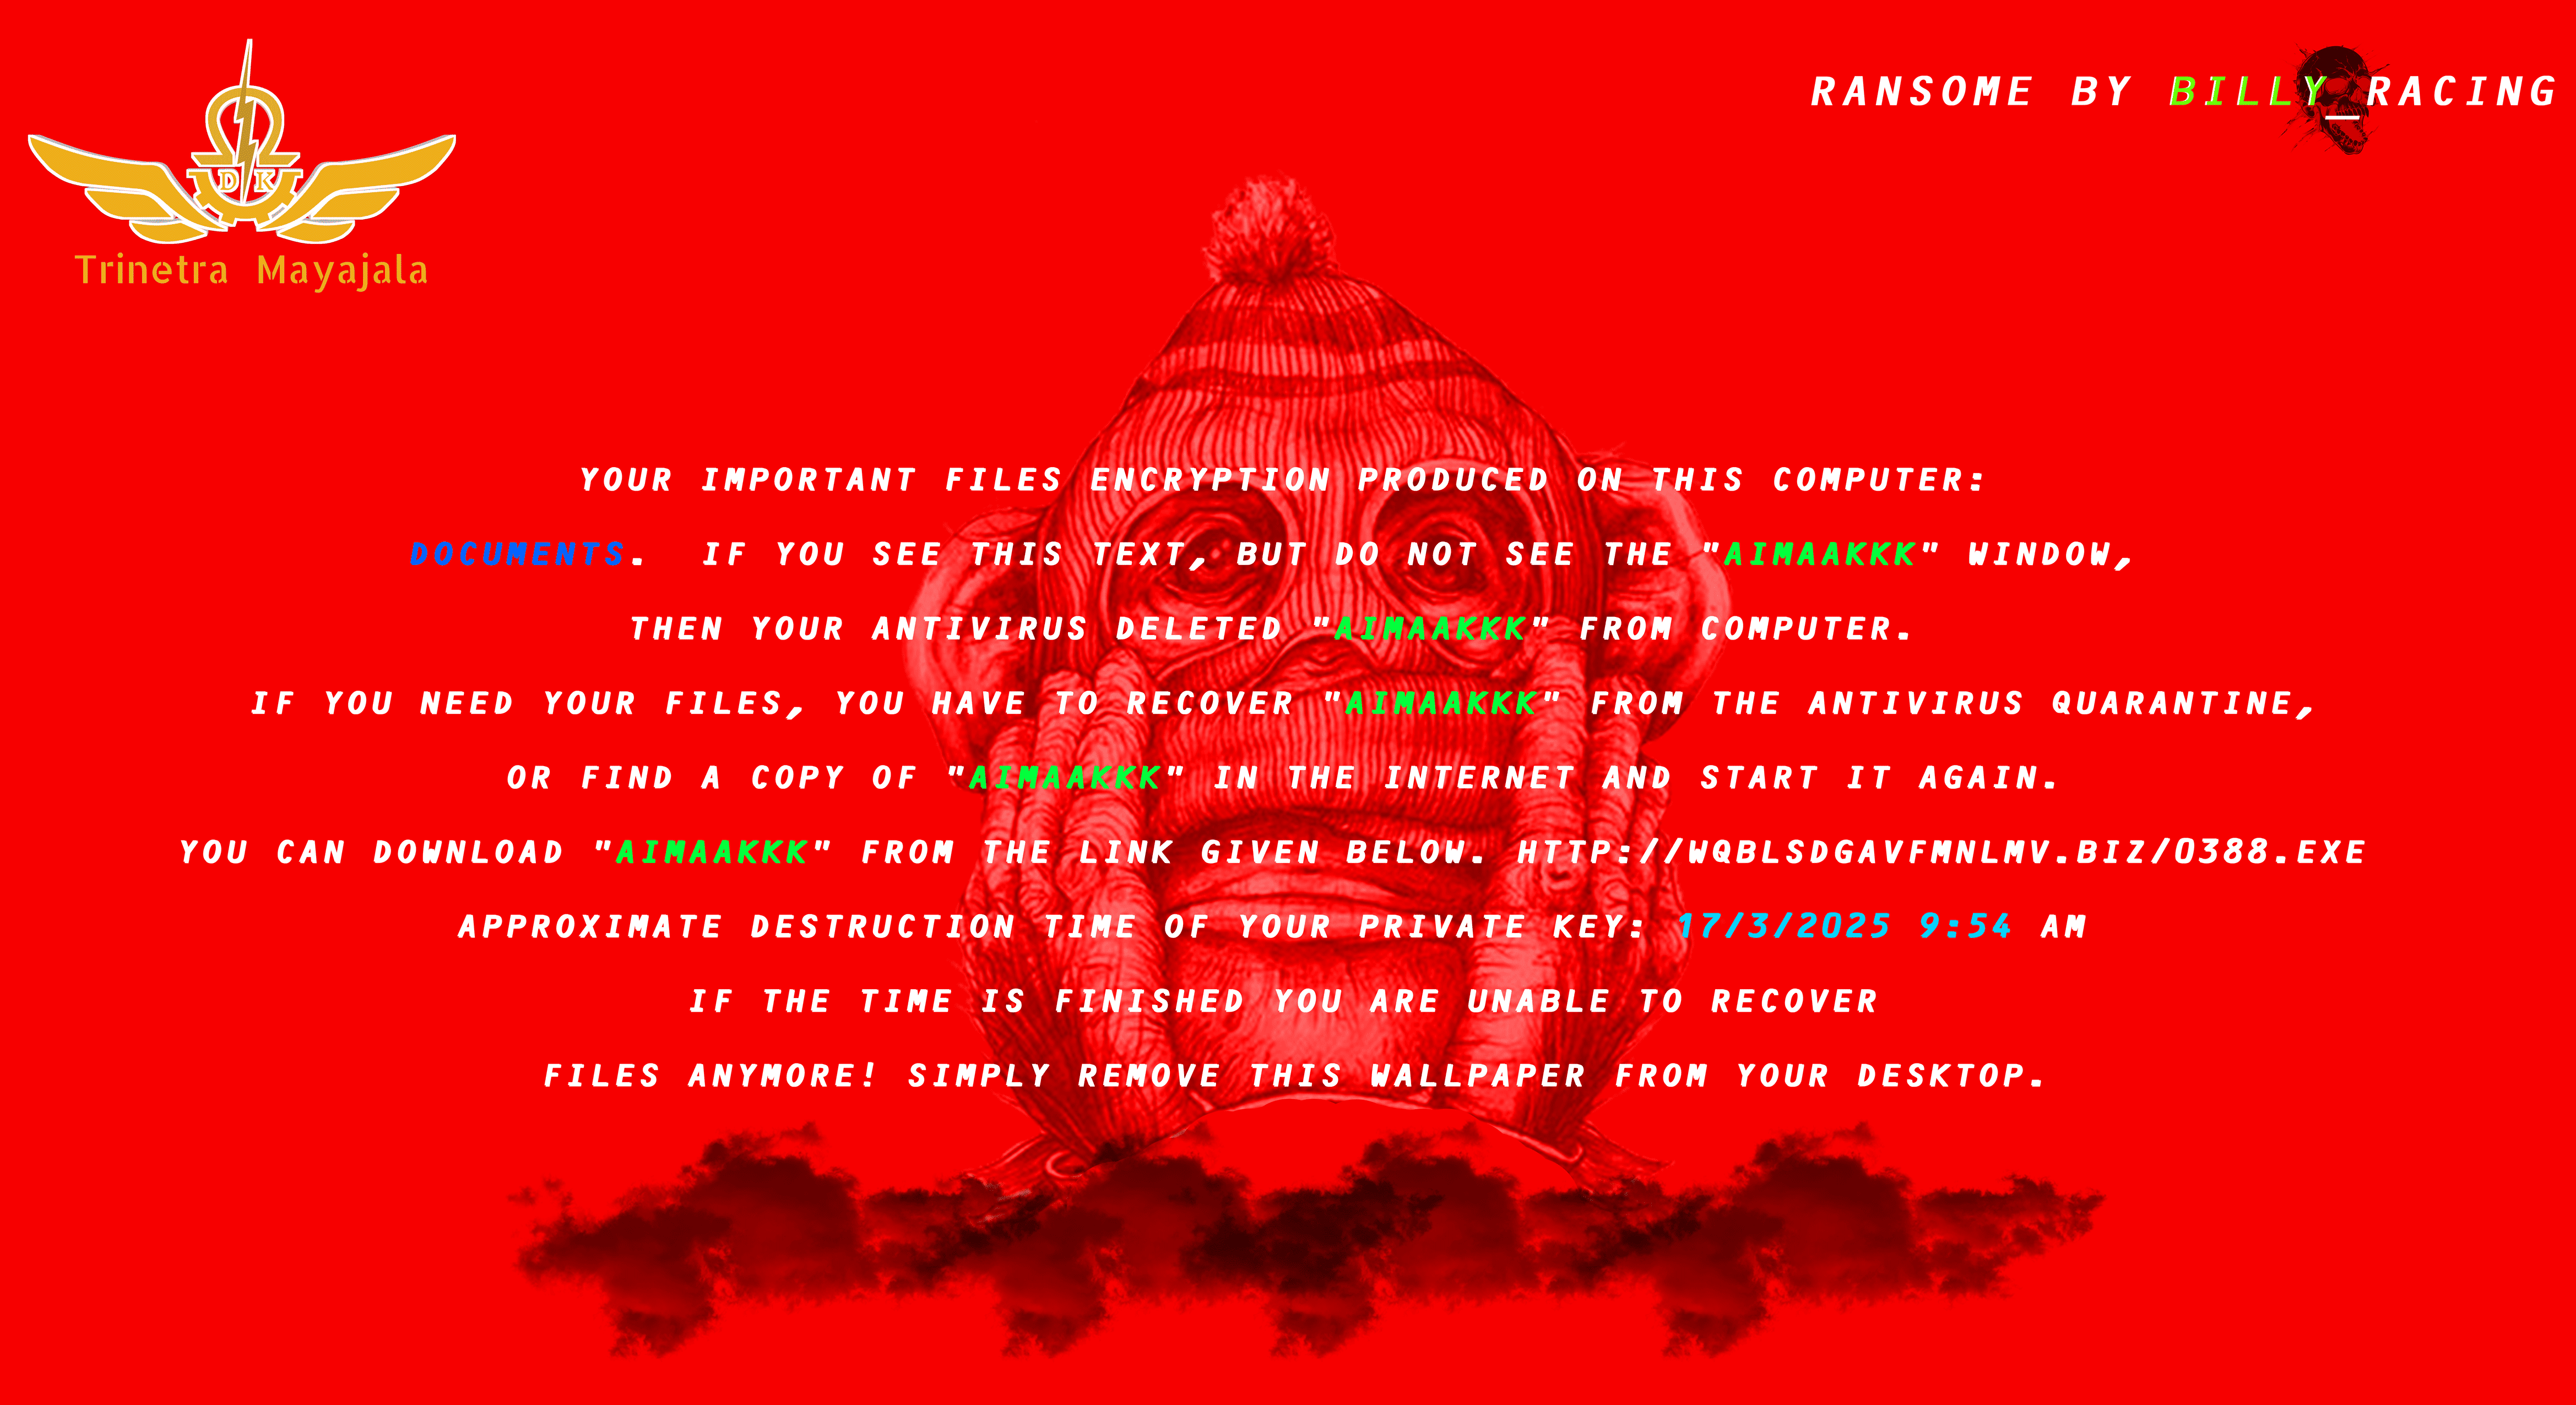 DK
Trinetra Mayajala
RANSOME BY BILLY_RACING
YOUR IMPORTANT FILES ENCRYPTION PRODUCED ON THIS COMPUTER:
DOCUMENTS. IF YOU SEE THIS TEXT, BUT DO NOT SEE THE "AIMAAKKK" WINDOW,
THEN YOUR ANTIVIRUS DELETED "AIMAAKKK" FROM COMPUTER.
IF YOU NEED YOUR FILES, YOU HAVE TO RECOVER "AIMAAKKK" FROM THE ANTIVIRUS QUARANTINE,
OR FIND A COPY OF "AIMAAKKK" IN THE INTERNET AND START IT AGAIN.
YOU CAN DOWNLOAD "AIMAAKKK" FROM THE LINK GIVEN BELOW. HTTP://WQBLSDGAVFMNLMV.BIZ/O388.EXE
APPROXIMATE DESTRUCTION TIME OF YOUR PRIVATE KEY: 17/3/2025 9:54 AM
IF THE TIME IS FINISHED YOU ARE UNABLE TO RECOVER
FILES ANYMORE! SIMPLY REMOVE THIS WALLPAPER FROM YOUR DESKTOP.